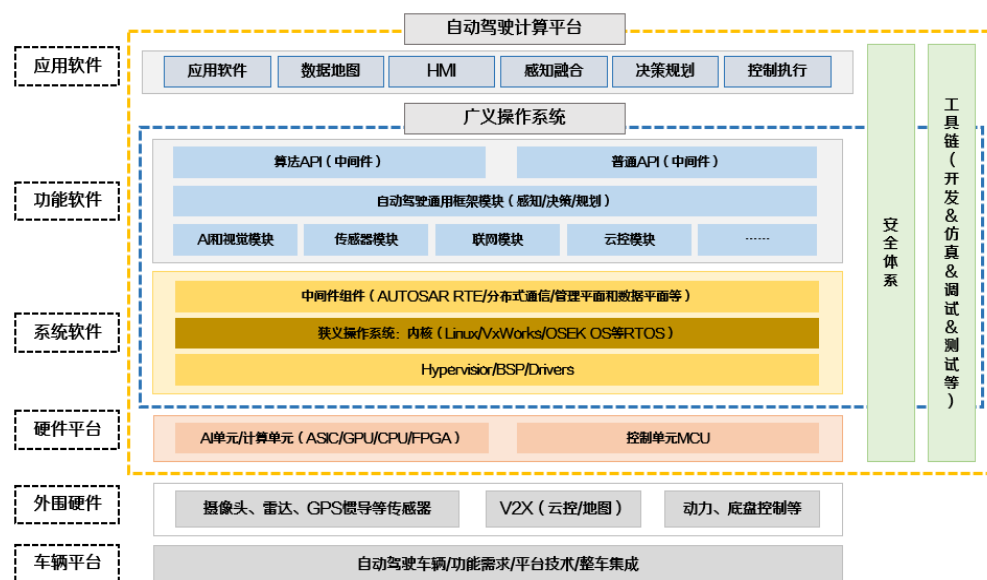 自动驾驶计算平台
应用软件
应用软件
数据地图
HMI
感知融合
决策规划
控制执行
广义操作系统
功能软件
算法API（中间件）
普通API（中间件）
自动驾驶通用框架模块（感知/决策/规划）
AI和视觉模块
传感器模块
联网模块
云控模块
······
系统软件
中间件组件（AUTOSAR RTE/分布式通信/管理平面和数据平面等）
狭义操作系统：内核（Linux/VxWorks/OSEK OS等RTOS）
Hypervisior/BSP/Drivers
硬件平台
AI单元/计算单元（ASIC/GPU/CPU/FPGA）
控制单元MCU
安全体系
工具链（开发&仿真&调试&测试等）
外围硬件
摄像头、雷达、GPS惯导等传感器
V2X（云控/地图）
动力、底盘控制等
车辆平台
自动驾驶车辆/功能需求/平台技术/整车集成